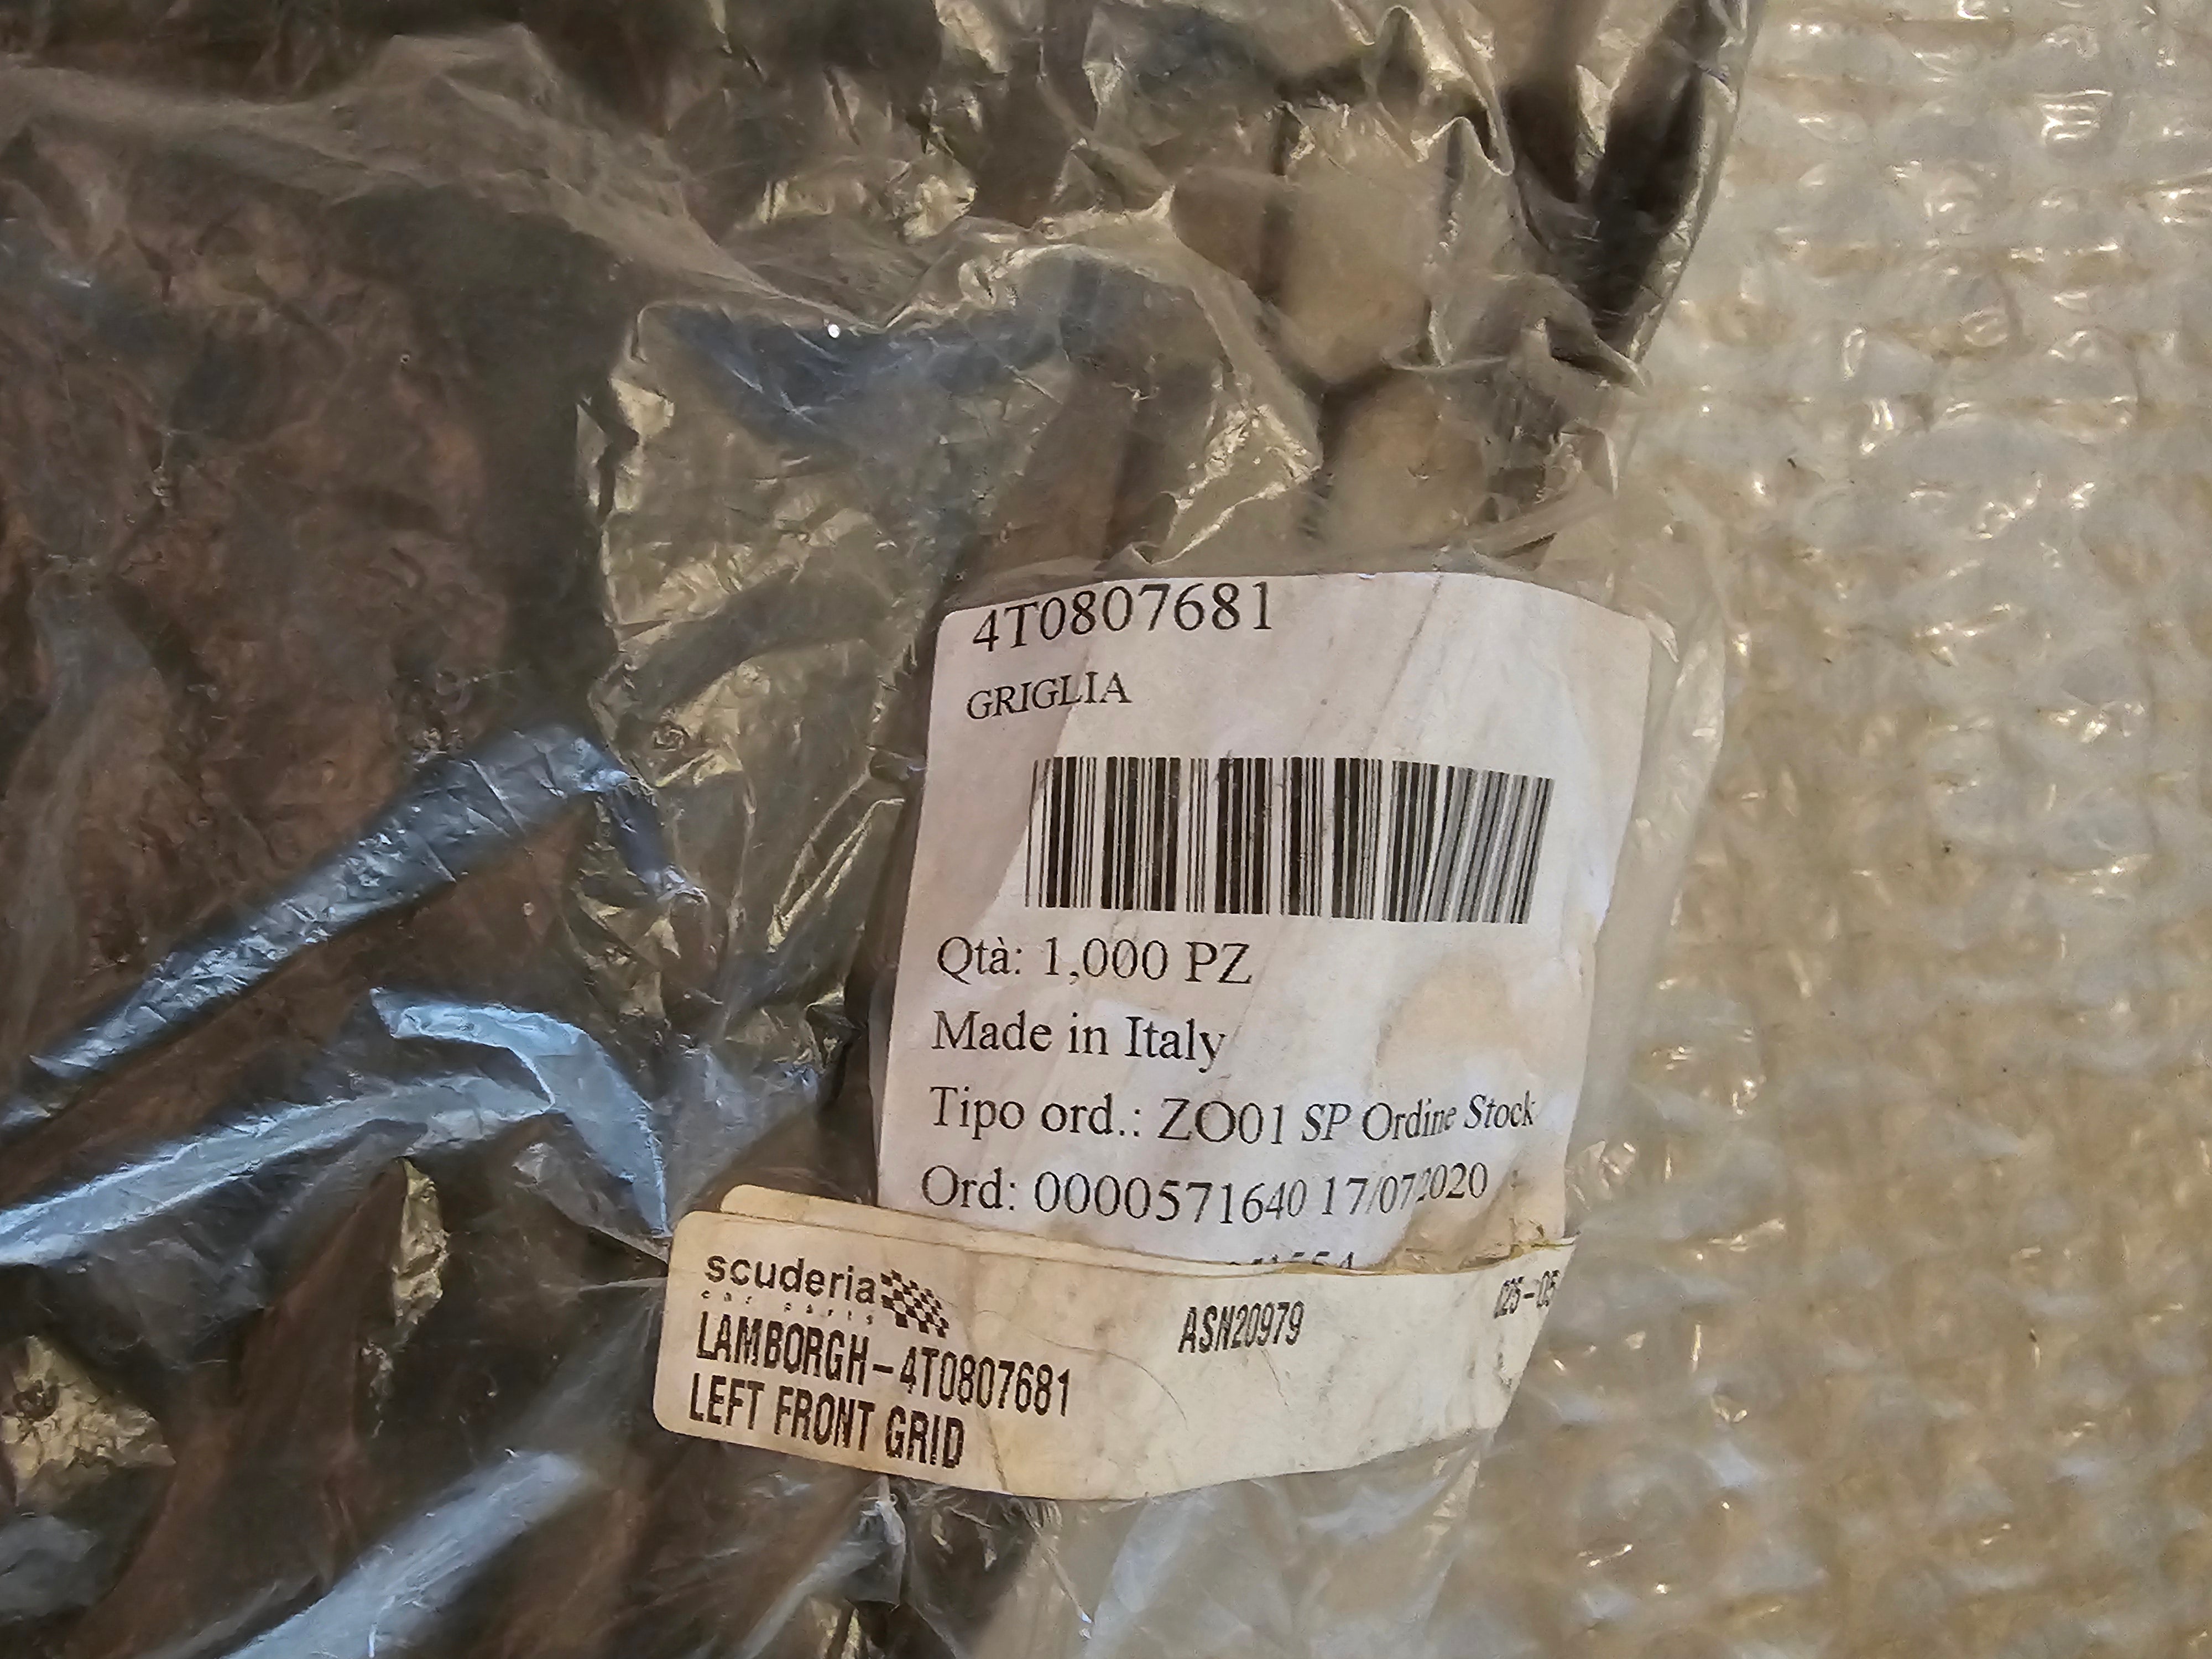 4T0807681
GRIGLIA
Qtà: 1,000 PZ
Made in Italy
Tipo ord.: ZO01 SP Ordine Stock
Ord: 0000571640 17/07/2020
scuderia
car parts
ASN20979
LAMBORGH-4T0807681
LEFT FRONT GRID